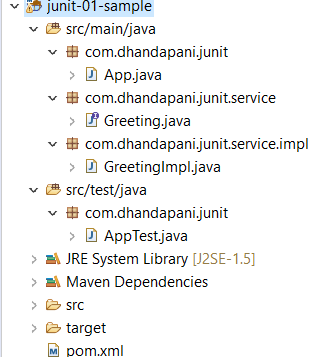 junit-01-sample
src/main/java
com.dhandapani.junit
App.java
com.dhandapani.junit.service
Greeting.java
com.dhandapani.junit.service.impl
GreetingImpl.java
src/test/java
com.dhandapani.junit
AppTest.java
JRE System Library [J2SE-1.5]
Maven Dependencies
src
target
pom.xml